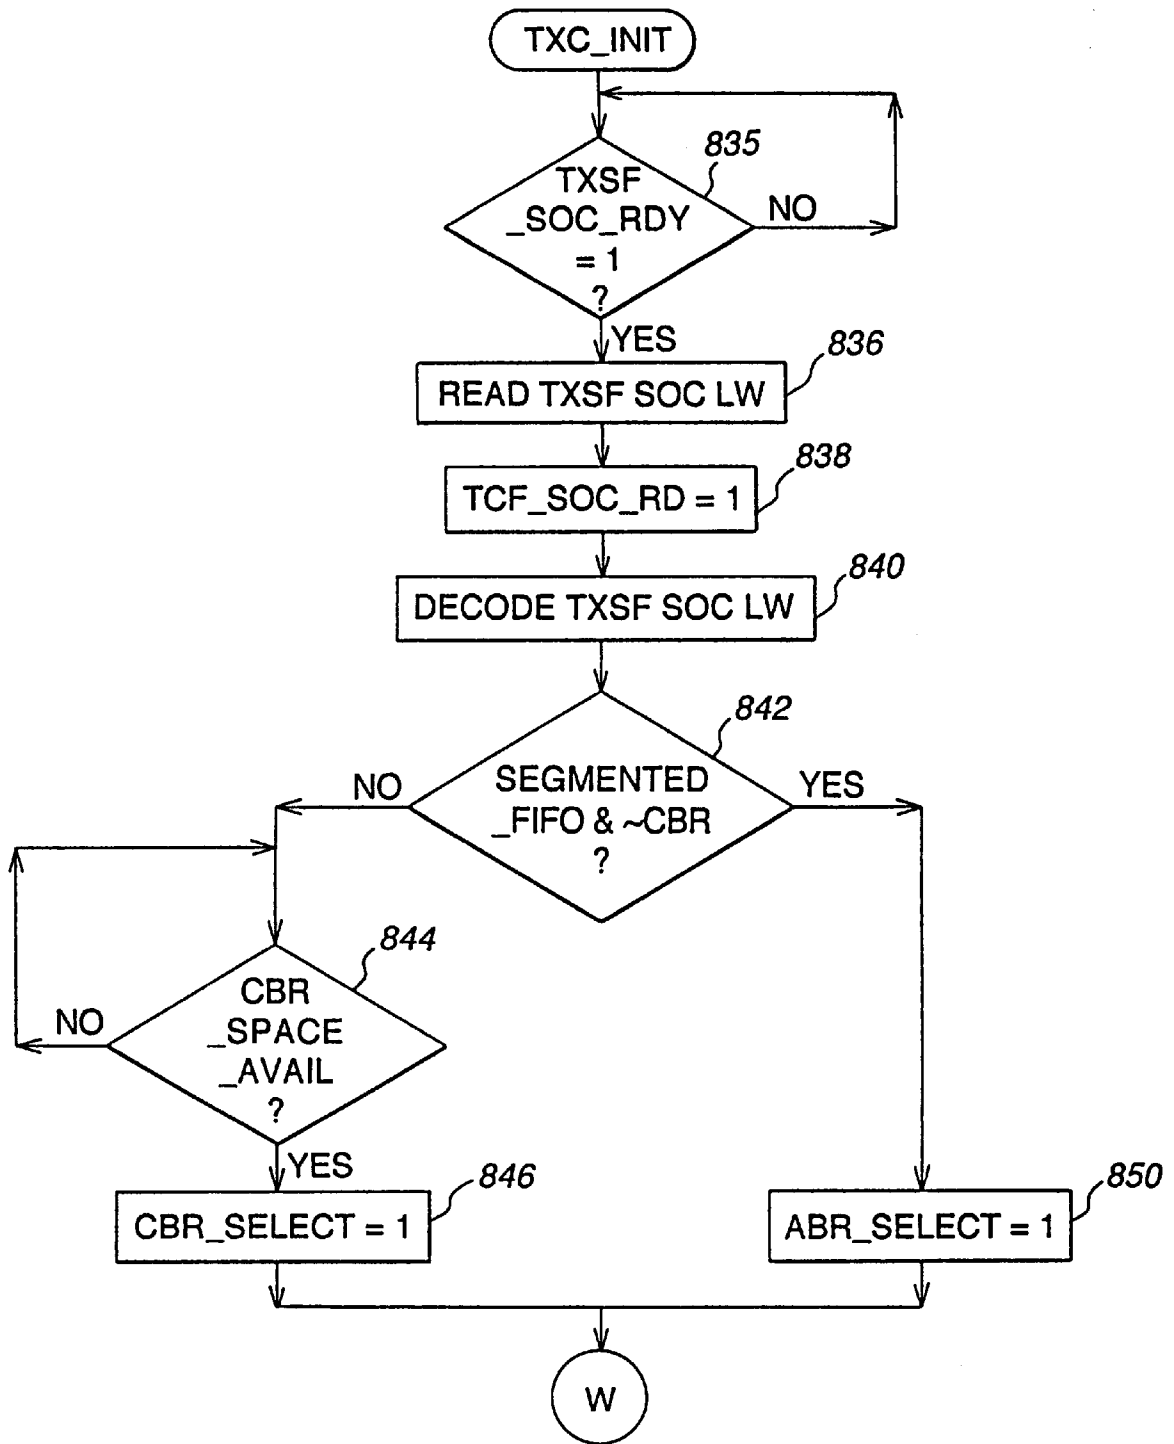 TXC_INIT
835
TXSF
_SOC_RDY
= 1
?
NO
YES
836
READ TXSF SOC LW
838
TCF_SOC_RD = 1
840
DECODE TXSF SOC LW
842
SEGMENTED
_FIFO & ~CBR
?
NO
YES
844
CBR
_SPACE
_AVAIL
?
NO
YES
846
CBR_SELECT = 1
850
ABR_SELECT = 1
W